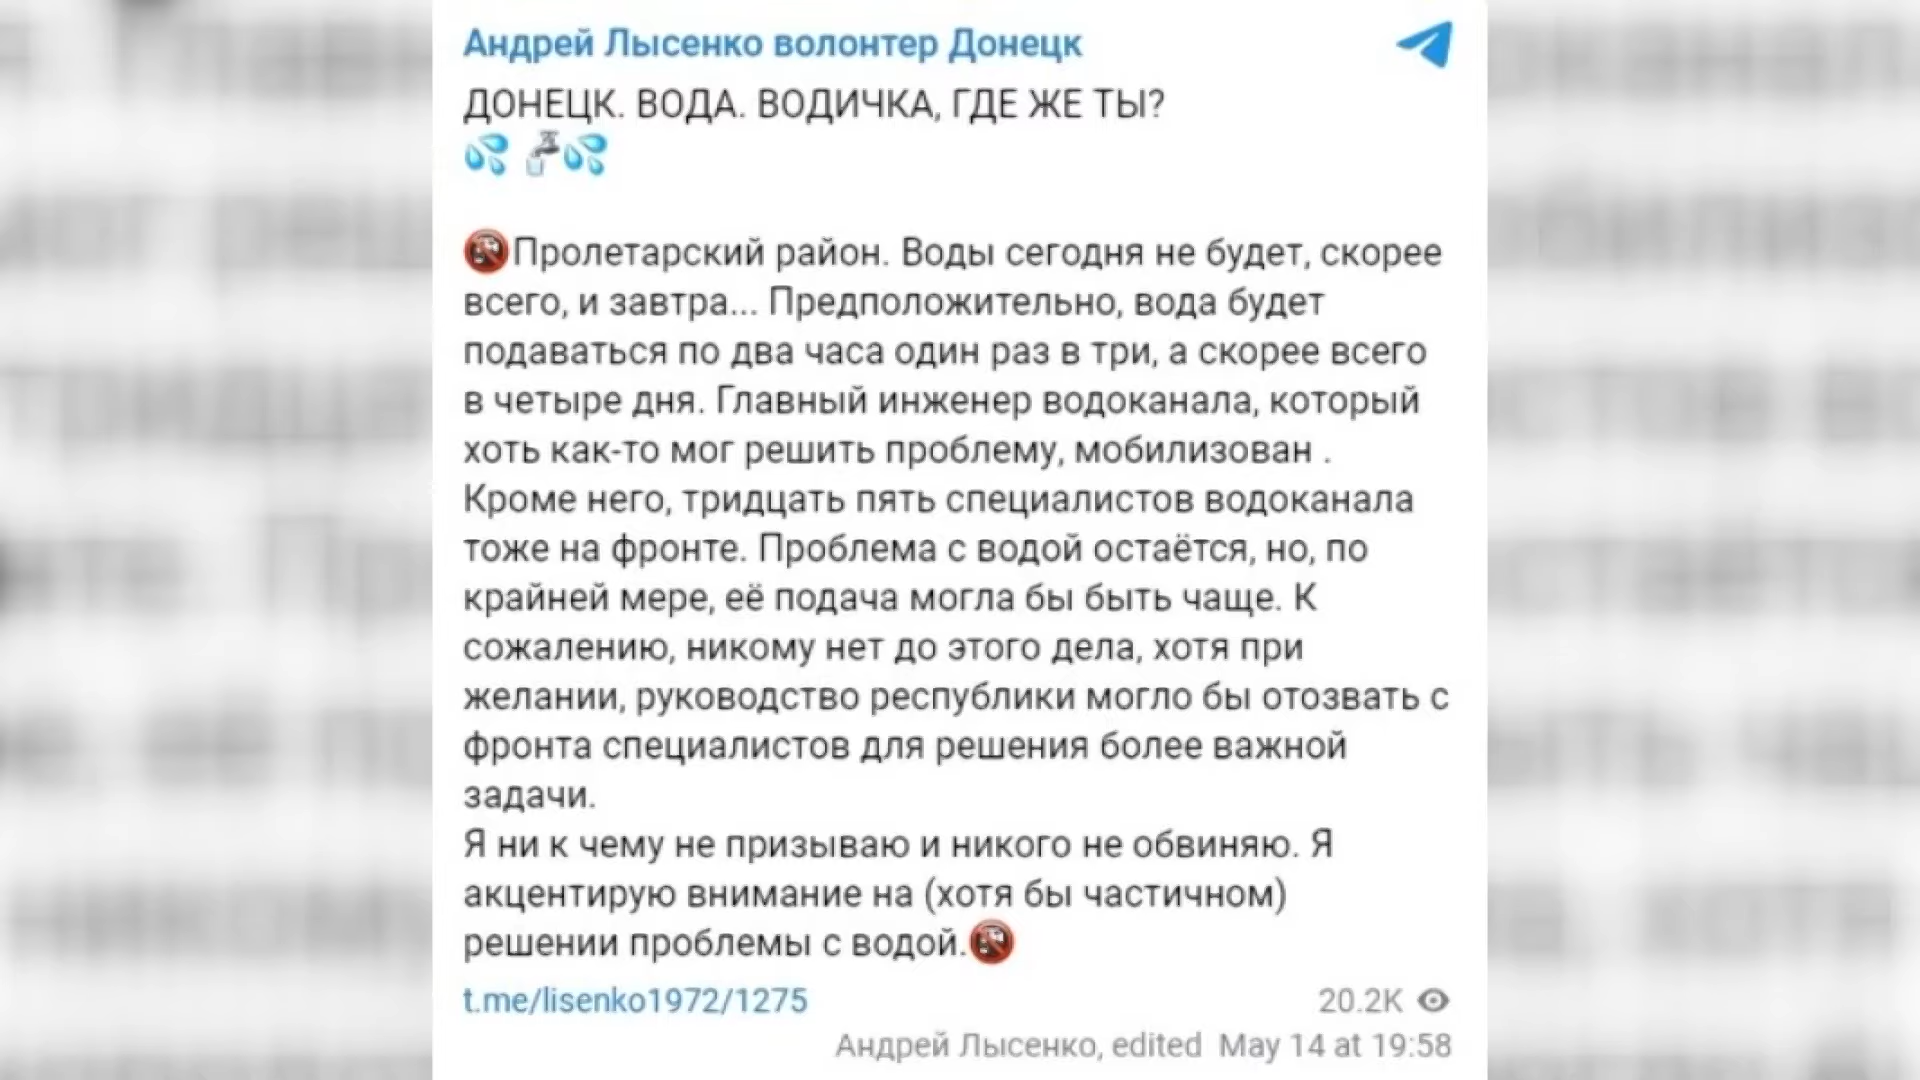 Андрей Лысенко волонтер Донецк
ДОНЕЦК. ВОДА. ВОДИЧКА, ГДЕ ЖЕ ТЫ?
💦 🚰💦
🚱Пролетарский район. Воды сегодня не будет, скорее
всего, и завтра... Предположительно, вода будет
подаваться по два часа один раз в три, а скорее всего
в четыре дня. Главный инженер водоканала, который
хоть как-то мог решить проблему, мобилизован .
Кроме него, тридцать пять специалистов водоканала
тоже на фронте. Проблема с водой остаётся, но, по
крайней мере, её подача могла бы быть чаще. К
сожалению, никому нет до этого дела, хотя при
желании, руководство республики могло бы отозвать с
фронта специалистов для решения более важной
задачи.
Я ни к чему не призываю и никого не обвиняю. Я
акцентирую внимание на (хотя бы частичном)
решении проблемы с водой.🚱
t.me/lisenko1972/1275 20.2K
Андрей Лысенко, edited May 14 at 19:58